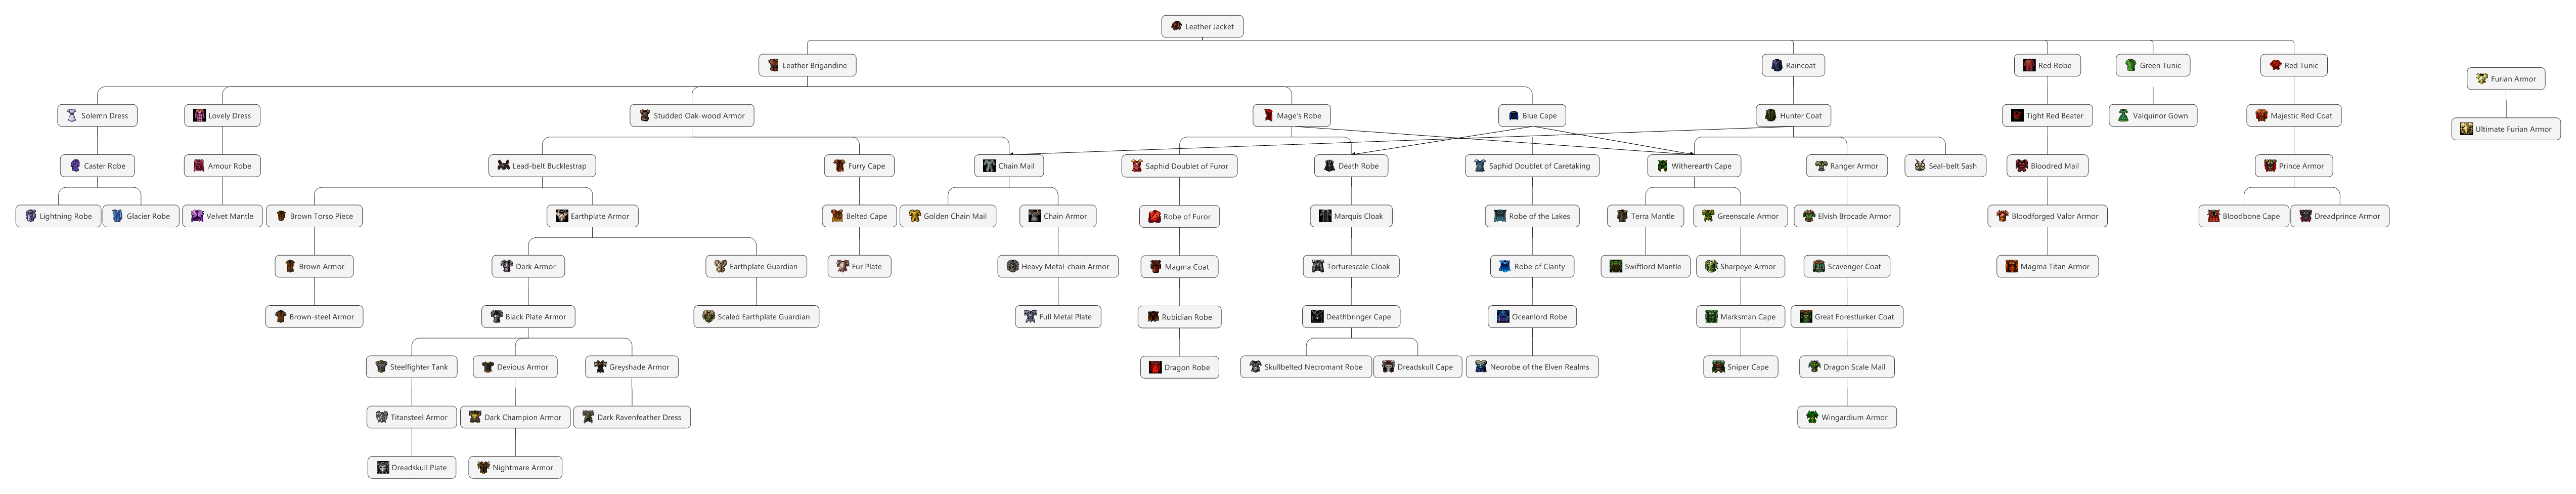 Leather Jacket
Leather Brigandine
Raincoat
Red Robe
Green Tunic
Red Tunic
Furian Armor
Solemn Dress
Lovely Dress
Studded Oak-wood Armor
Mage's Robe
Blue Cape
Hunter Coat
Tight Red Beater
Valquinor Gown
Majestic Red Coat
Ultimate Furian Armor
Caster Robe
Amour Robe
Lead-belt Bucklestrap
Furry Cape
Chain Mail
Saphid Doublet of Furor
Death Robe
Saphid Doublet of Caretaking
Witherearth Cape
Ranger Armor
Seal-belt Sash
Bloodred Mail
Prince Armor
Lightning Robe
Glacier Robe
Velvet Mantle
Brown Torso Piece
Earthplate Armor
Belted Cape
Golden Chain Mail
Chain Armor
Robe of Furor
Marquis Cloak
Robe of the Lakes
Terra Mantle
Greenscale Armor
Elvish Brocade Armor
Bloodforged Valor Armor
Bloodbone Cape
Dreadprince Armor
Brown Armor
Dark Armor
Earthplate Guardian
Fur Plate
Heavy Metal-chain Armor
Magma Coat
Torturescale Cloak
Robe of Clarity
Swiftlord Mantle
Sharpeye Armor
Scavenger Coat
Magma Titan Armor
Brown-steel Armor
Black Plate Armor
Scaled Earthplate Guardian
Full Metal Plate
Rubidian Robe
Deathbringer Cape
Oceanlord Robe
Marksman Cape
Great Forestlurker Coat
Steelfighter Tank
Devious Armor
Greyshade Armor
Dragon Robe
Skullbelted Necromant Robe
Dreadskull Cape
Neorobe of the Elven Realms
Sniper Cape
Dragon Scale Mail
Titansteel Armor
Dark Champion Armor
Dark Ravenfeather Dress
Wingardium Armor
Dreadskull Plate
Nightmare Armor